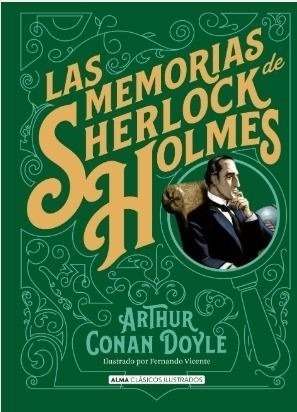 LAS
MEMORIAS de
SHERLOCK
HOLMES
ARTHUR
CONAN DOYLE
Ilustrado por Fernando Vicente
ALMA CLÁSICOS ILUSTRADOS